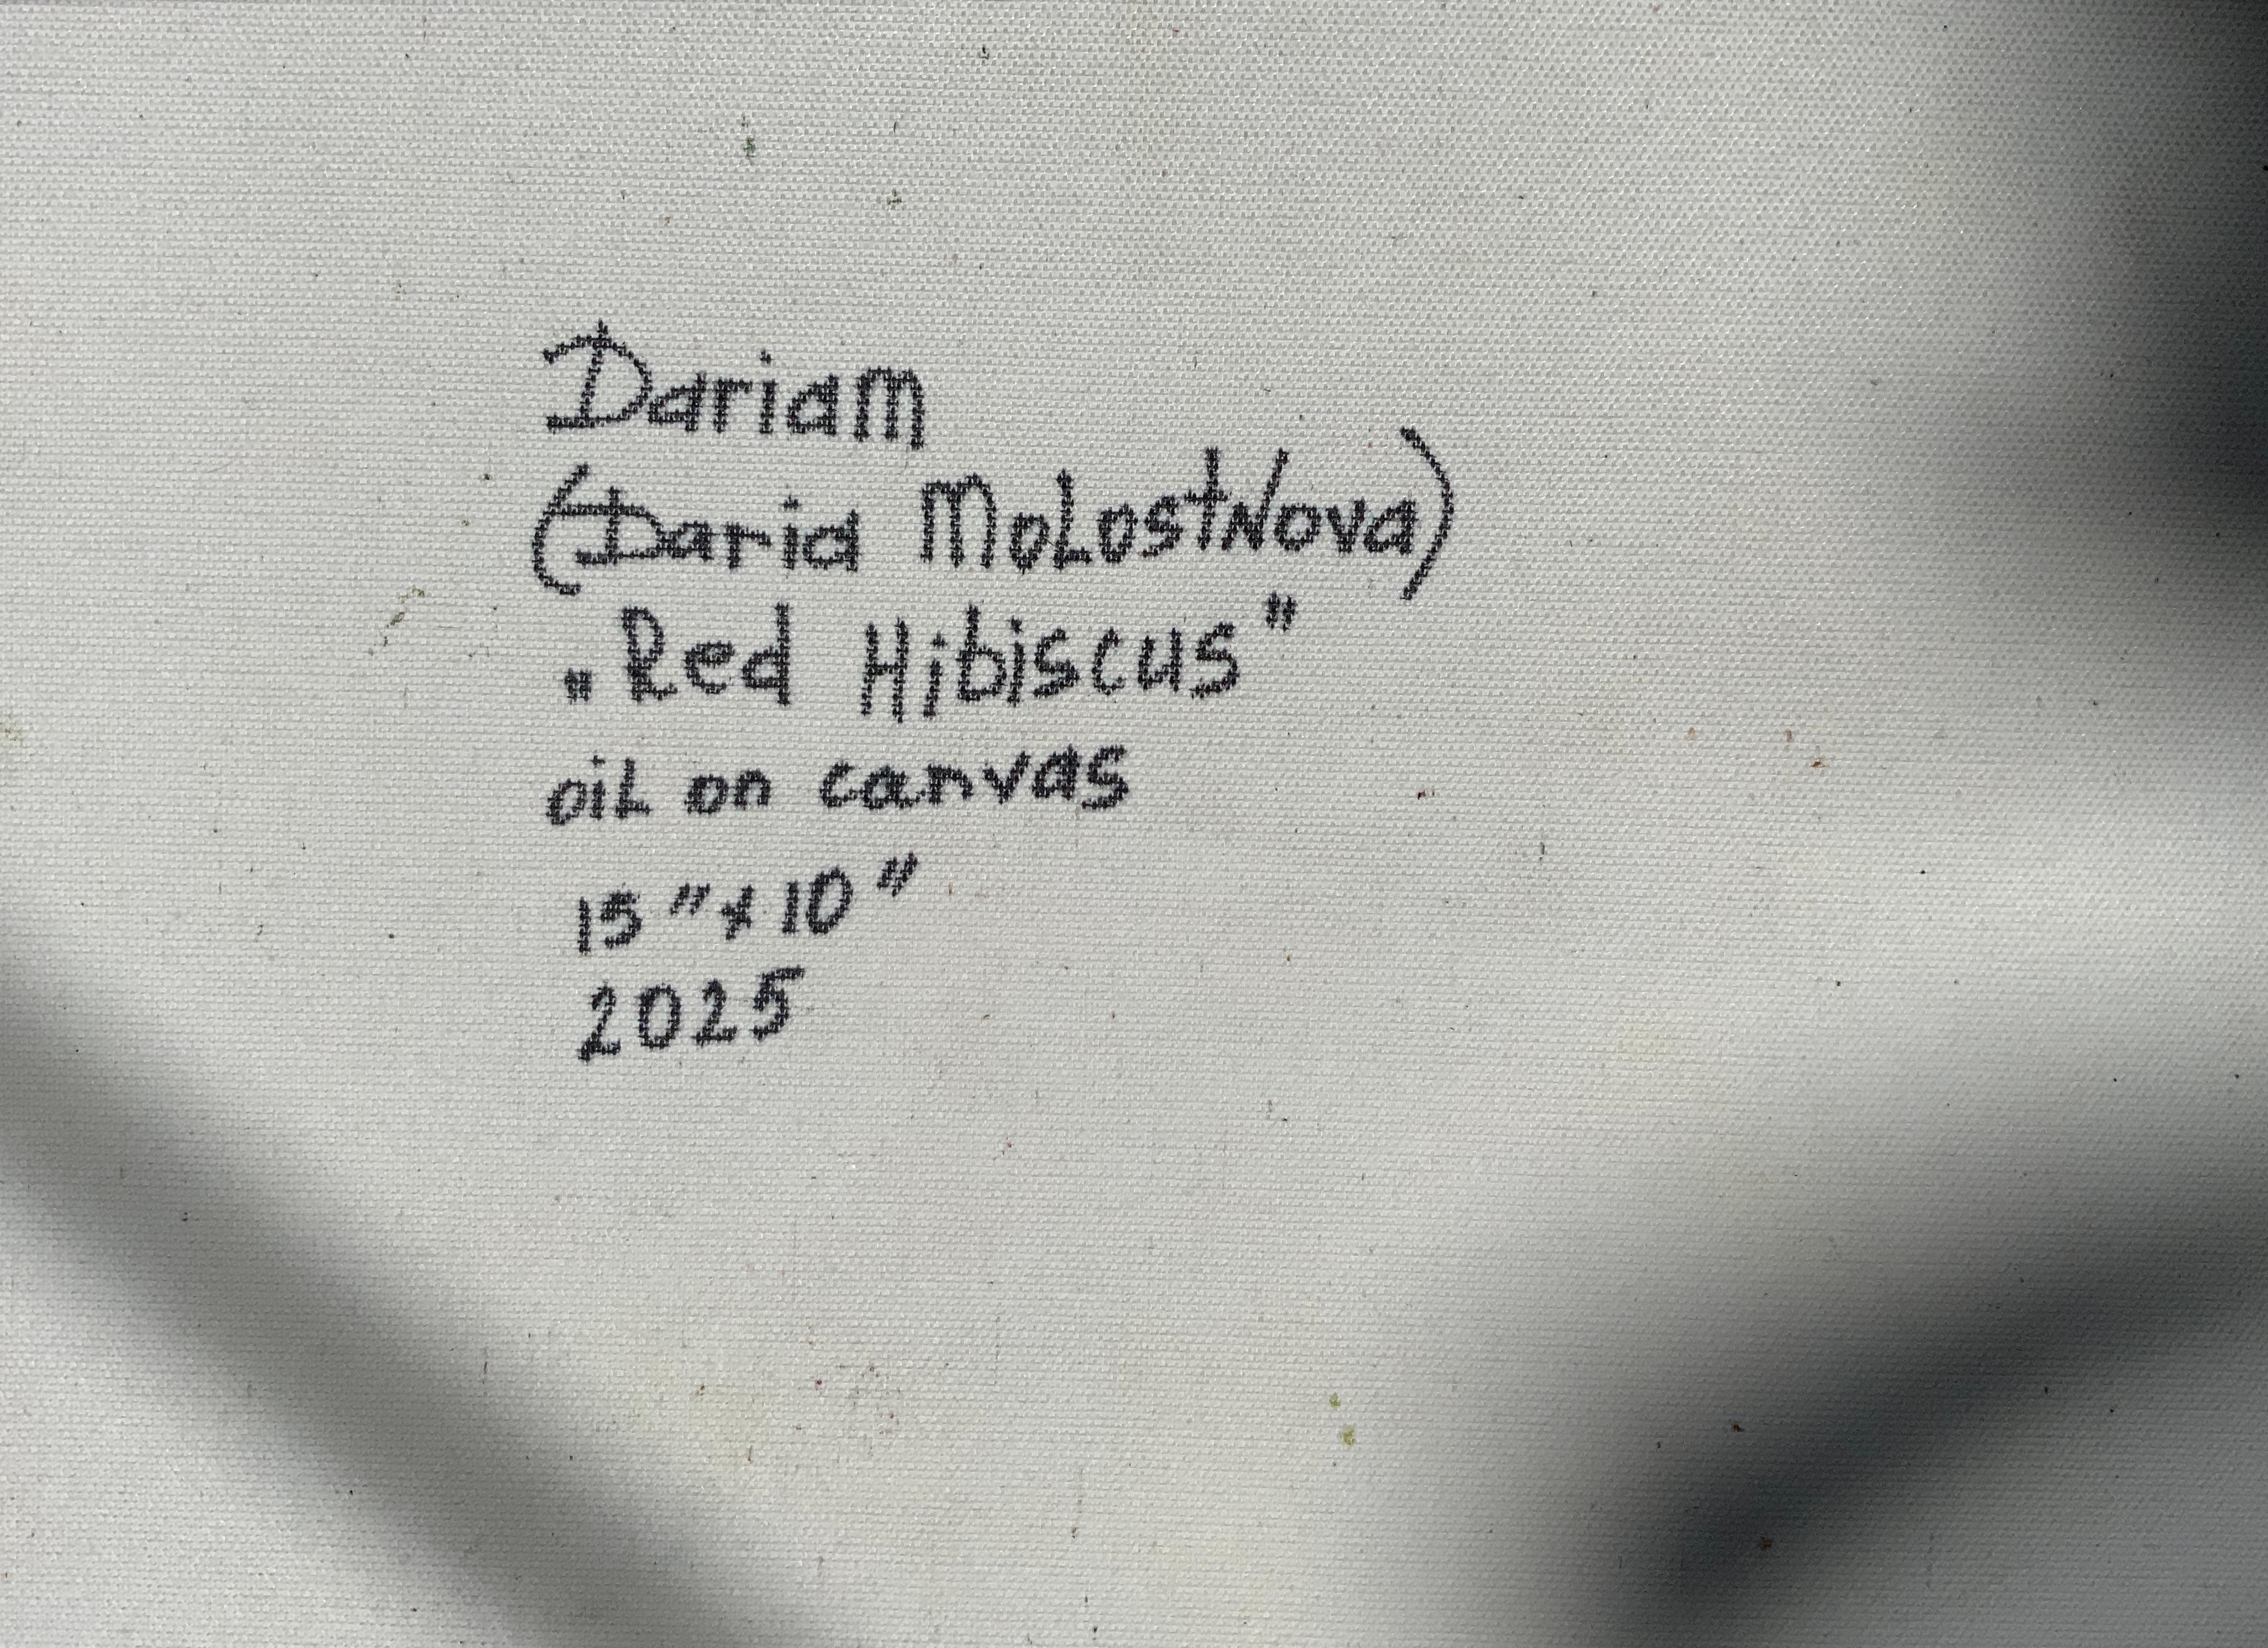 Dariam
(Daria MoLostNova)
„Red Hibiscus"
oil on canvas
15"x10"
2025